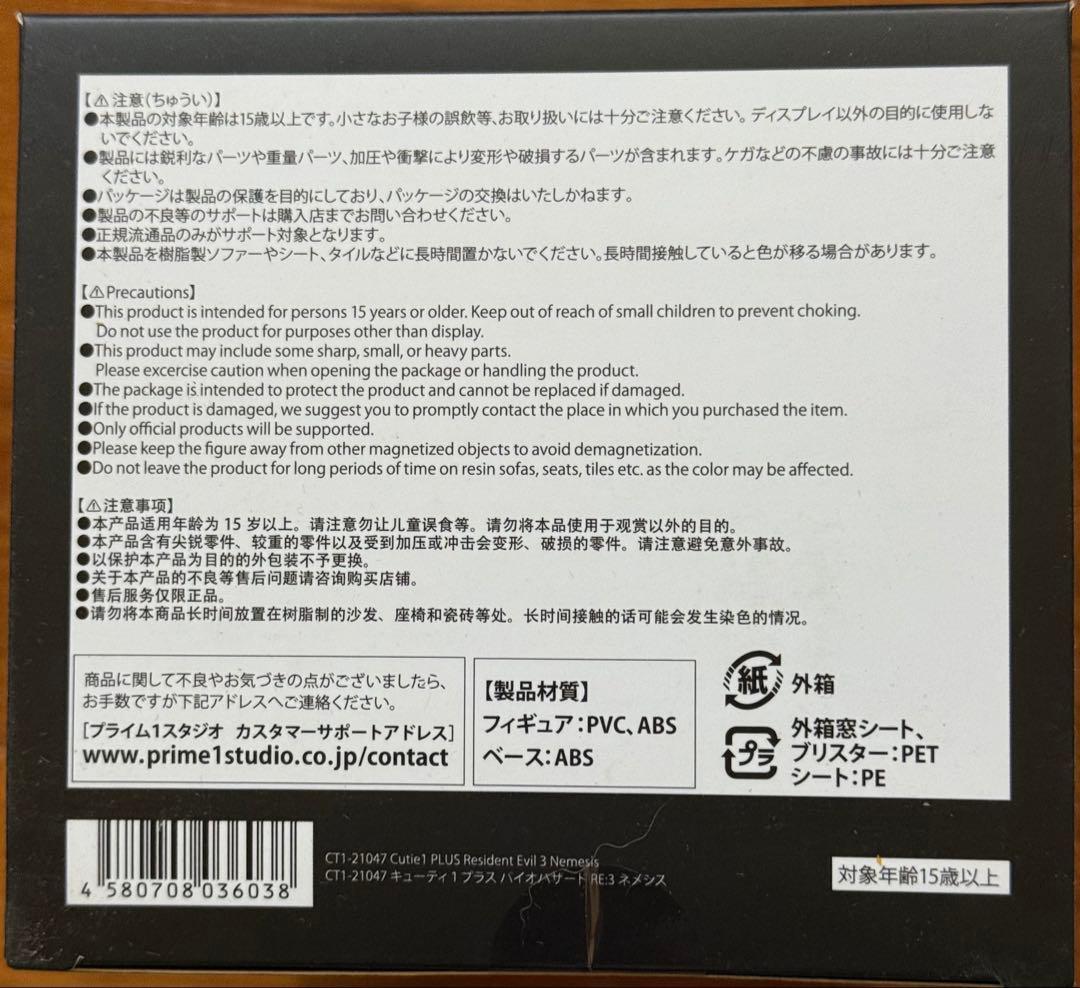 【⚠注意(ちゅうい)】
●本製品の対象年齢は15歳以上です。小さなお子様の誤飲等、お取り扱いには十分ご注意ください。ディスプレイ以外の目的に使用しな
いでください。
●製品には鋭利なパーツや重量パーツ、加圧や衝撃により変形や破損するパーツが含まれます。ケガなどの不慮の事故には十分ご注意
ください。
●パッケージは製品の保護を目的にしており、パッケージの交換はいたしかねます。
●製品の不良等のサポートは購入店までお問い合わせください。
●正規流通品のみがサポート対象となります。
●本製品を樹脂製ソファーやシート、タイルなどに長時間置かないでください。長時間接触していると色が移る場合があります。
【⚠Precautions】
●This product is intended for persons 15 years or older. Keep out of reach of small children to prevent choking.
Do not use the product for purposes other than display.
●This product may include some sharp, small, or heavy parts.
Please excercise caution when opening the package or handling the product.
●The package is intended to protect the product and cannot be replaced if damaged.
●If the product is damaged, we suggest you to promptly contact the place in which you purchased the item.
●Only official products will be supported.
●Please keep the figure away from other magnetized objects to avoid demagnetization.
●Do not leave the product for long periods of time on resin sofas, seats, tiles etc. as the color may be affected.
【⚠注意事项】
●本产品适用年龄为 15 岁以上。请注意勿让儿童误食等。请勿将本品使用于观赏以外的目的。
●本产品含有尖锐零件、较重的零件以及受到加压或冲击会变形、破损的零件。请注意避免意外事故。
●以保护本产品为目的的外包装不予更换。
●关于本产品的不良等售后问题请咨询购买店铺。
●售后服务仅限正品。
●请勿将本商品长时间放置在树脂制的沙发、座椅和瓷砖等处。长时间接触的话可能会发生染色的情况。
商品に関して不良やお気づきの点がございましたら、
お手数ですが下記アドレスへご連絡ください。
[プライム1スタジオ カスタマーサポートアドレス]
www.prime1studio.co.jp/contact
【製品材質】
フィギュア：PVC、ABS
ベース：ABS
紙 外箱
プラ 外箱窓シート、
ブリスター：PET
シート：PE
4 580708 036038
CT1-21047 Cutie1 PLUS Resident Evil 3 Nemesis
CT1-21047 キューティ1 プラス バイオハザード RE:3 ネメシス
対象年齢15歳以上